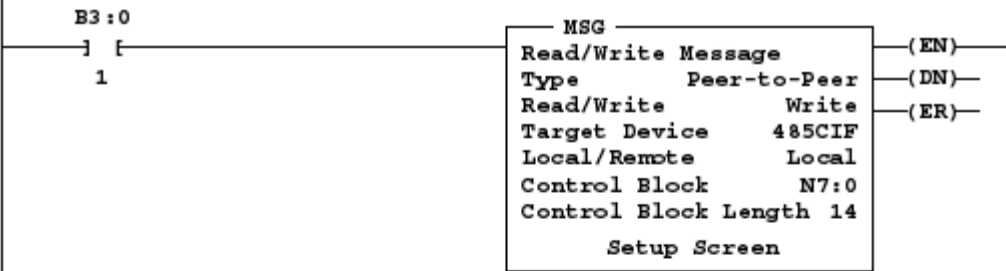 B3:0
] [
1
MSG
Read/Write Message
Type Peer-to-Peer
Read/Write Write
Target Device 485CIF
Local/Remote Local
Control Block N7:0
Control Block Length 14
Setup Screen
(EN)
(DN)
(ER)